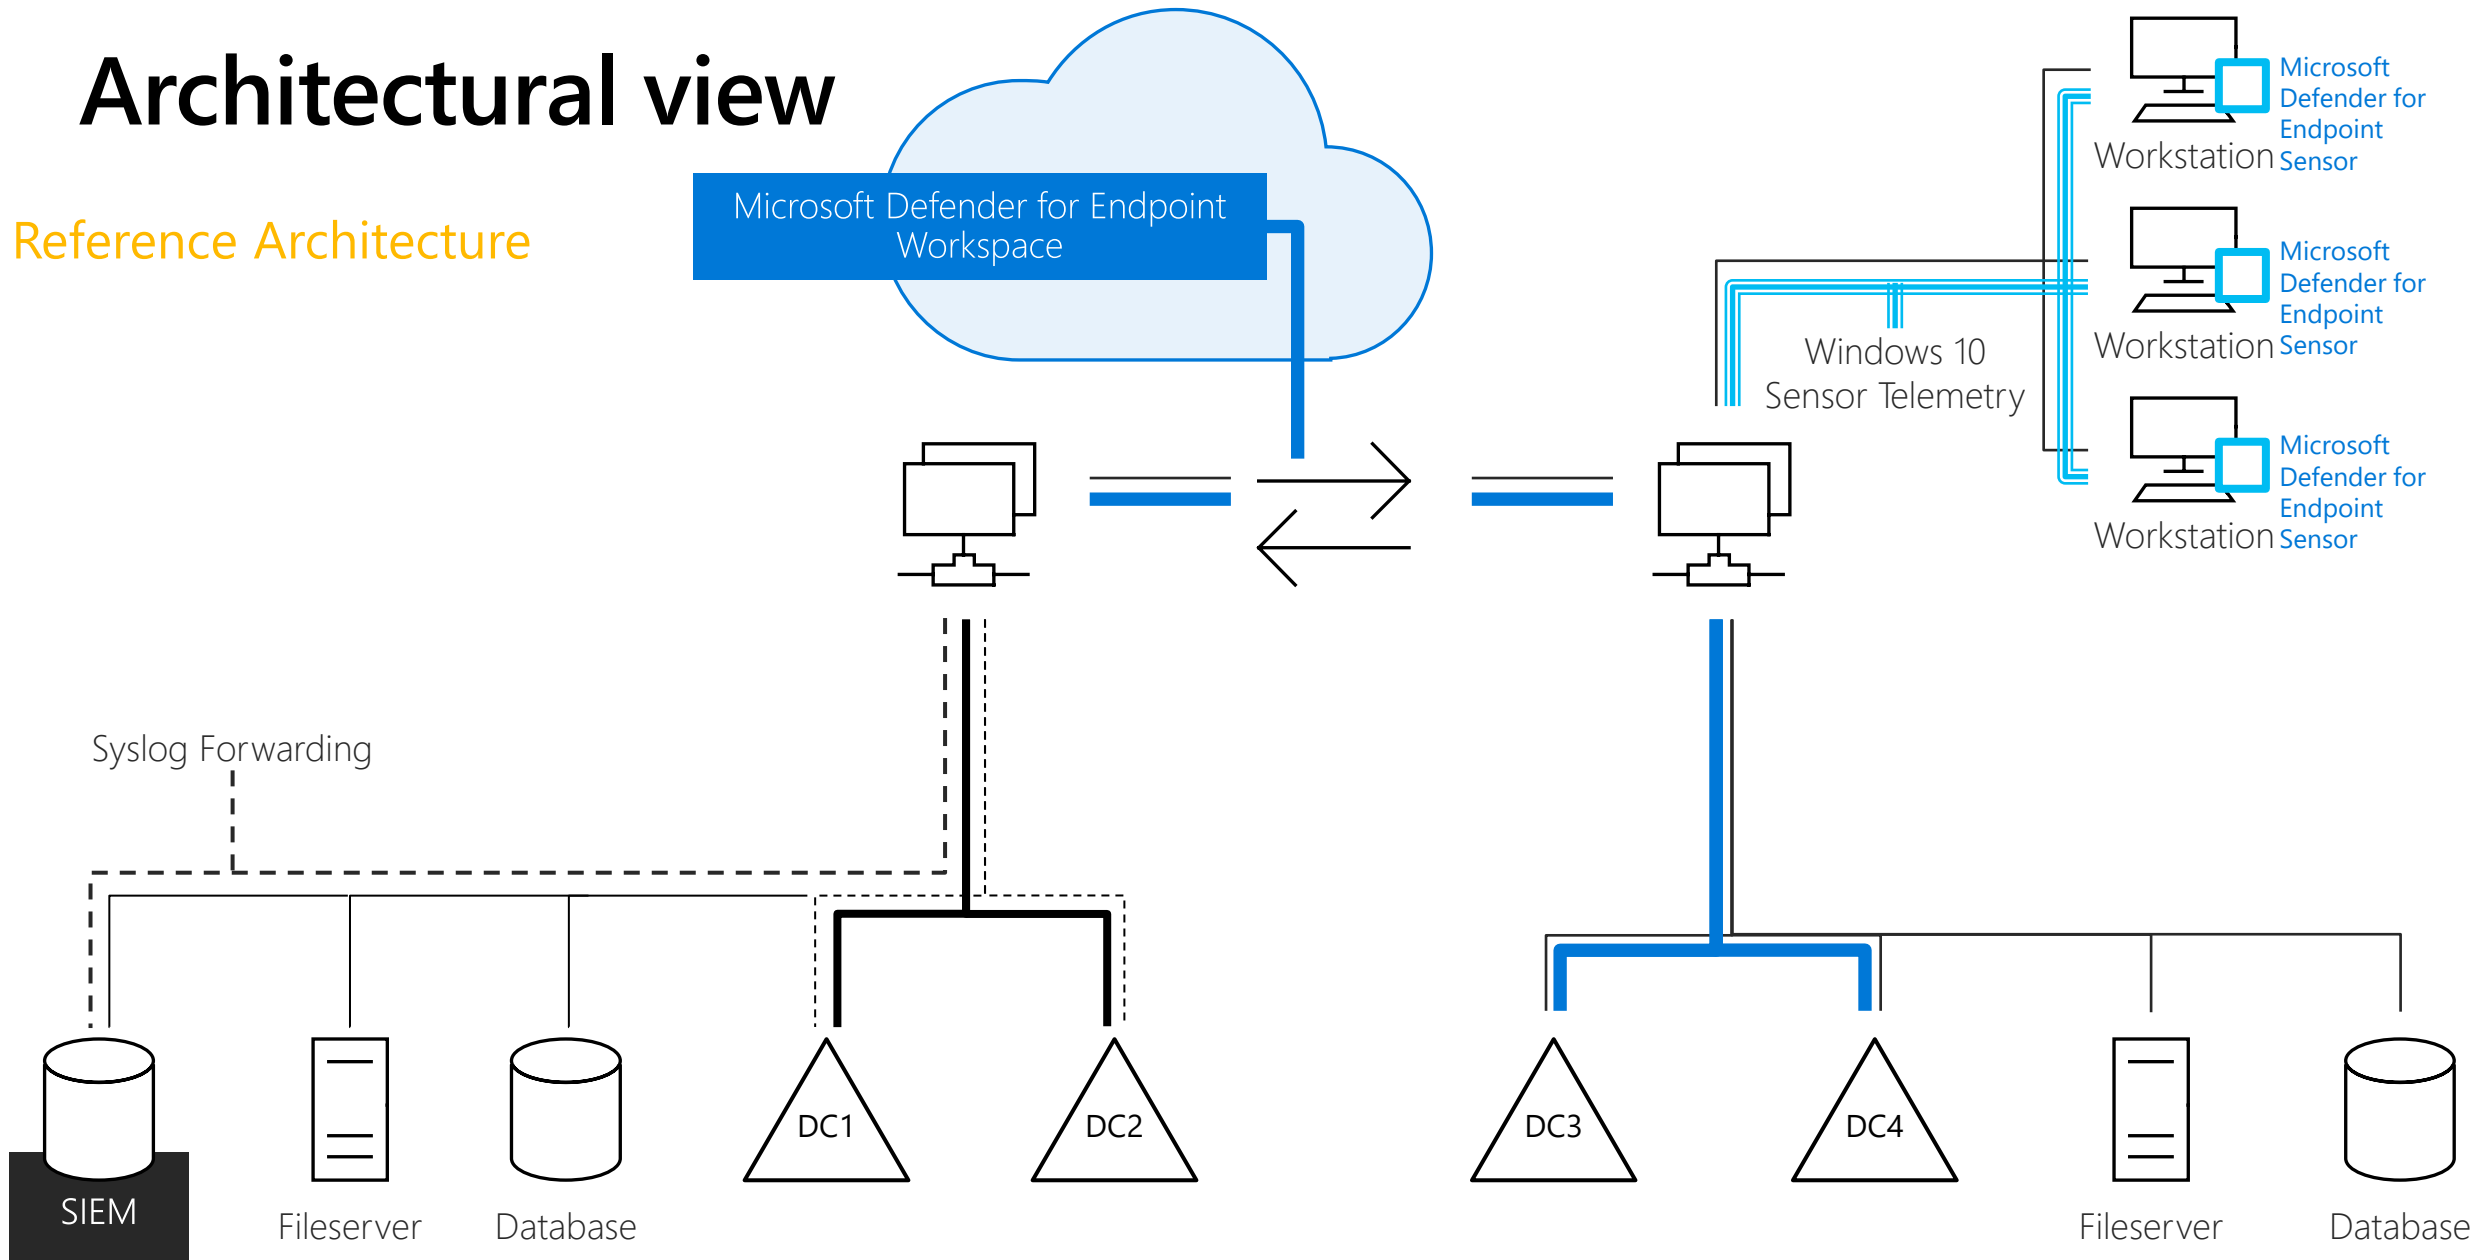 Architectural view
Reference Architecture
Microsoft Defender for Endpoint
Workspace
Microsoft
Defender for
Endpoint
Sensor
Workstation
Microsoft
Defender for
Endpoint
Sensor
Workstation
Microsoft
Defender for
Endpoint
Sensor
Workstation
Windows 10
Sensor Telemetry
Syslog Forwarding
SIEM
Fileserver
Database
DC1
DC2
DC3
DC4
Fileserver
Database